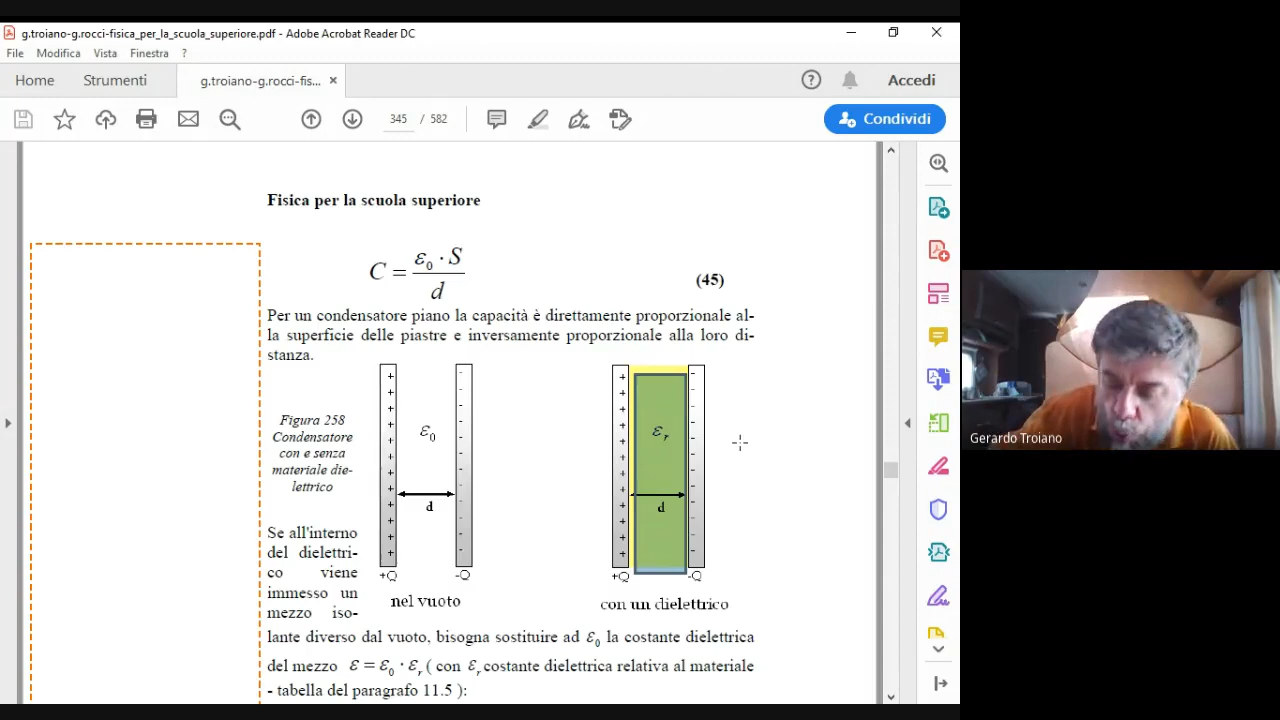 g.troiano-g.rocci-fisica_per_la_scuola_superiore.pdf - Adobe Acrobat Reader DC
File Modifica Vista Finestra ?
Home Strumenti g.troiano-g.rocci-fis... × Accedi
345 / 582 Condividi
Fisica per la scuola superiore
C = ε0 · S / d (45)
Per un condensatore piano la capacità è direttamente proporzionale al-
la superficie delle piastre e inversamente proporzionale alla loro di-
stanza.
Figura 258
Condensatore
con e senza
materiale die-
lettrico
ε0
d
+Q -Q
nel vuoto
εr
d
+Q -Q
con un dielettrico
Se all'interno
del dielettri-
co viene
immesso un
mezzo iso-
lante diverso dal vuoto, bisogna sostituire ad ε0 la costante dielettrica
del mezzo ε = ε0 · εr ( con εr costante dielettrica relativa al materiale
- tabella del paragrafo 11.5 ):
Gerardo Troiano